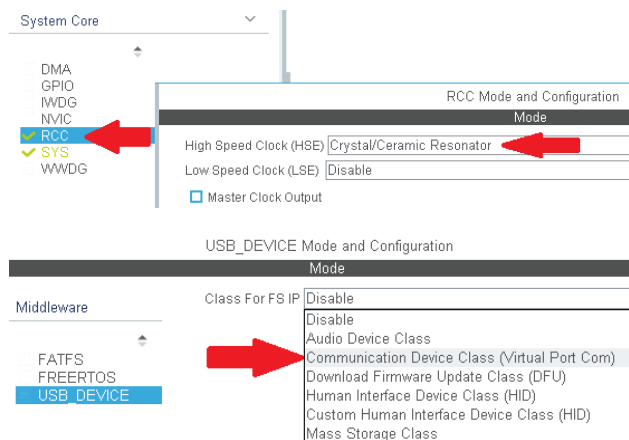 System Core
DMA
GPIO
IWDG
NVIC
RCC
SYS
WWDG
RCC Mode and Configuration
Mode
High Speed Clock (HSE) Crystal/Ceramic Resonator
Low Speed Clock (LSE) Disable
Master Clock Output
USB_DEVICE Mode and Configuration
Mode
Middleware
FATFS
FREERTOS
USB_DEVICE
Class For FS IP Disable
Disable
Audio Device Class
Communication Device Class (Virtual Port Com)
Download Firmware Update Class (DFU)
Human Interface Device Class (HID)
Custom Human Interface Device Class (HID)
Mass Storage Class